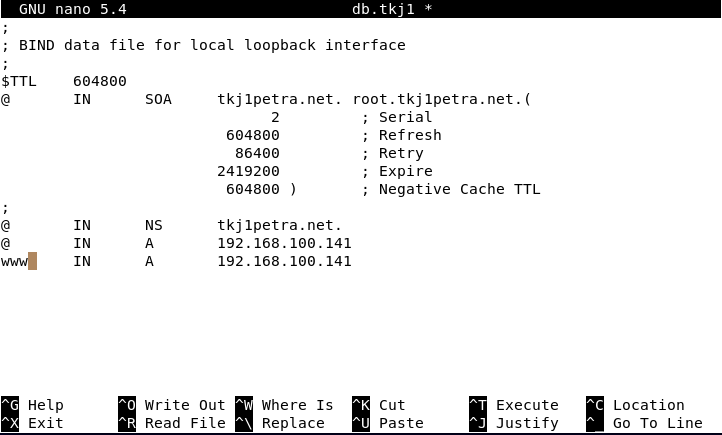 GNU nano 5.4 db.tkj1 *
;
; BIND data file for local loopback interface
;
$TTL 604800
@ IN SOA tkj1petra.net. root.tkj1petra.net.(
2 ; Serial
604800 ; Refresh
86400 ; Retry
2419200 ; Expire
604800 ) ; Negative Cache TTL
;
@ IN NS tkj1petra.net.
@ IN A 192.168.100.141
www IN A 192.168.100.141
^G Help ^O Write Out ^W Where Is ^K Cut ^T Execute ^C Location
^X Exit ^R Read File ^\ Replace ^U Paste ^J Justify ^_ Go To Line